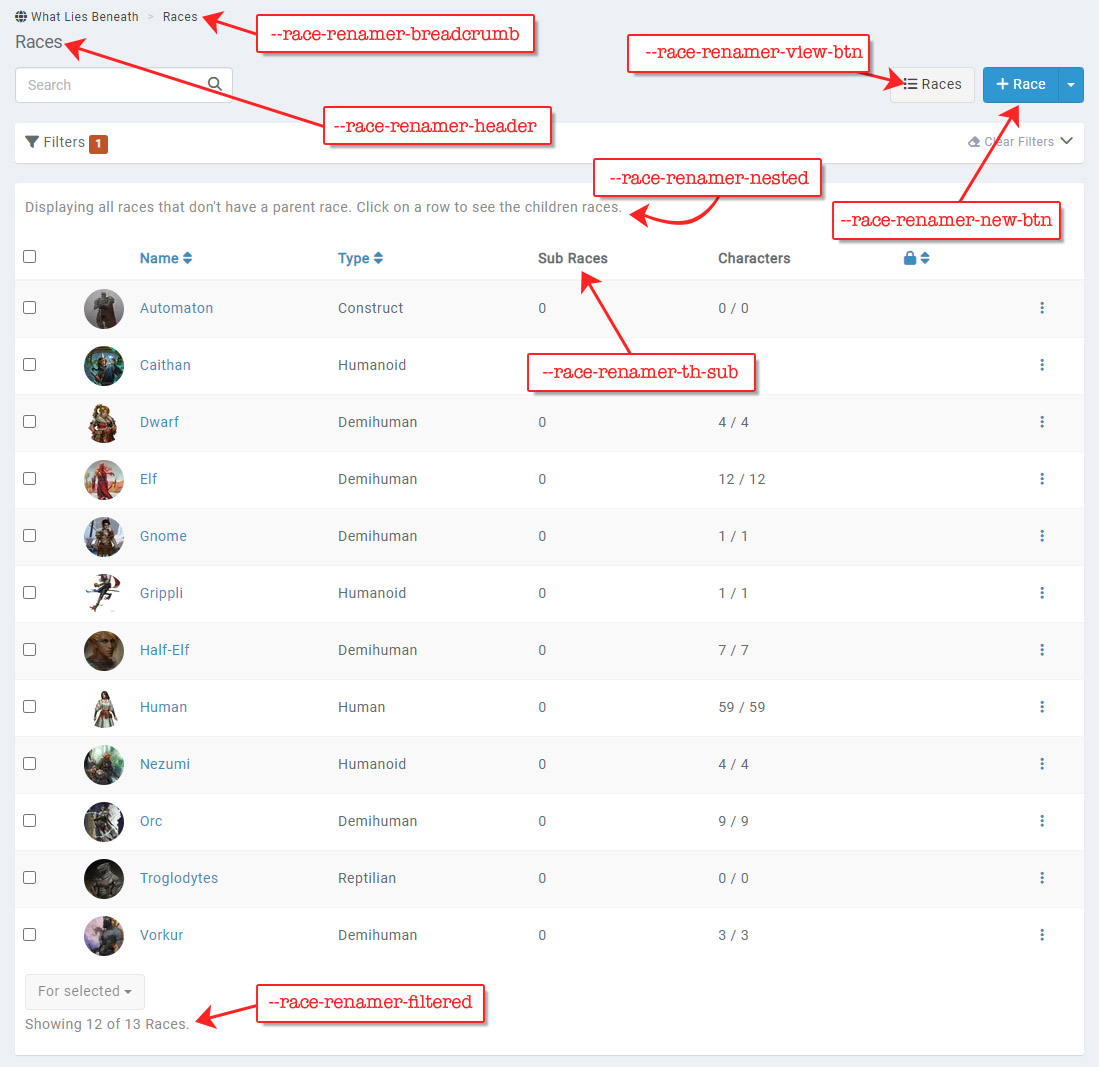 What Lies Beneath > Races
--race-renamer-breadcrumb
Races
--race-renamer-view-btn
Search
Races
+ Race
--race-renamer-header
Filters 1
Clear Filters
--race-renamer-nested
Displaying all races that don't have a parent race. Click on a row to see the children races.
--race-renamer-new-btn
Name Type Sub Races Characters
Automaton Construct 0 0 / 0
Caithan Humanoid
--race-renamer-th-sub
Dwarf Demihuman 0 4 / 4
Elf Demihuman 0 12 / 12
Gnome Demihuman 0 1 / 1
Grippli Humanoid 0 1 / 1
Half-Elf Demihuman 0 7 / 7
Human Human 0 59 / 59
Nezumi Humanoid 0 4 / 4
Orc Demihuman 0 9 / 9
Troglodytes Reptilian 0 0 / 0
Vorkur Demihuman 0 3 / 3
For selected
--race-renamer-filtered
Showing 12 of 13 Races.